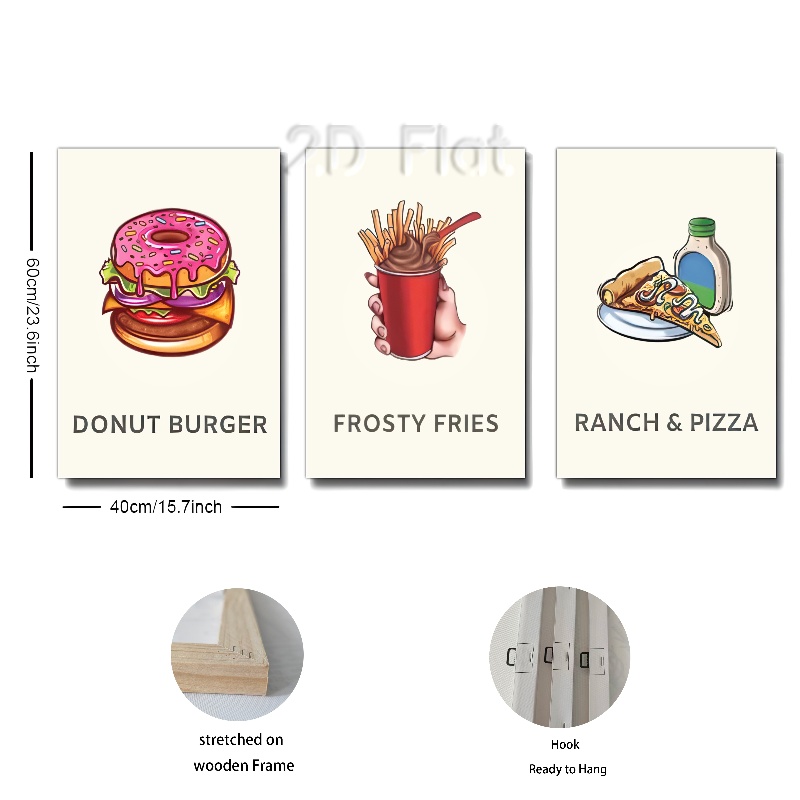 2D Flat
60cm/23.6inch
DONUT BURGER
FROSTY FRIES
RANCH & PIZZA
40cm/15.7inch
stretched on
wooden Frame
Hook
Ready to Hang